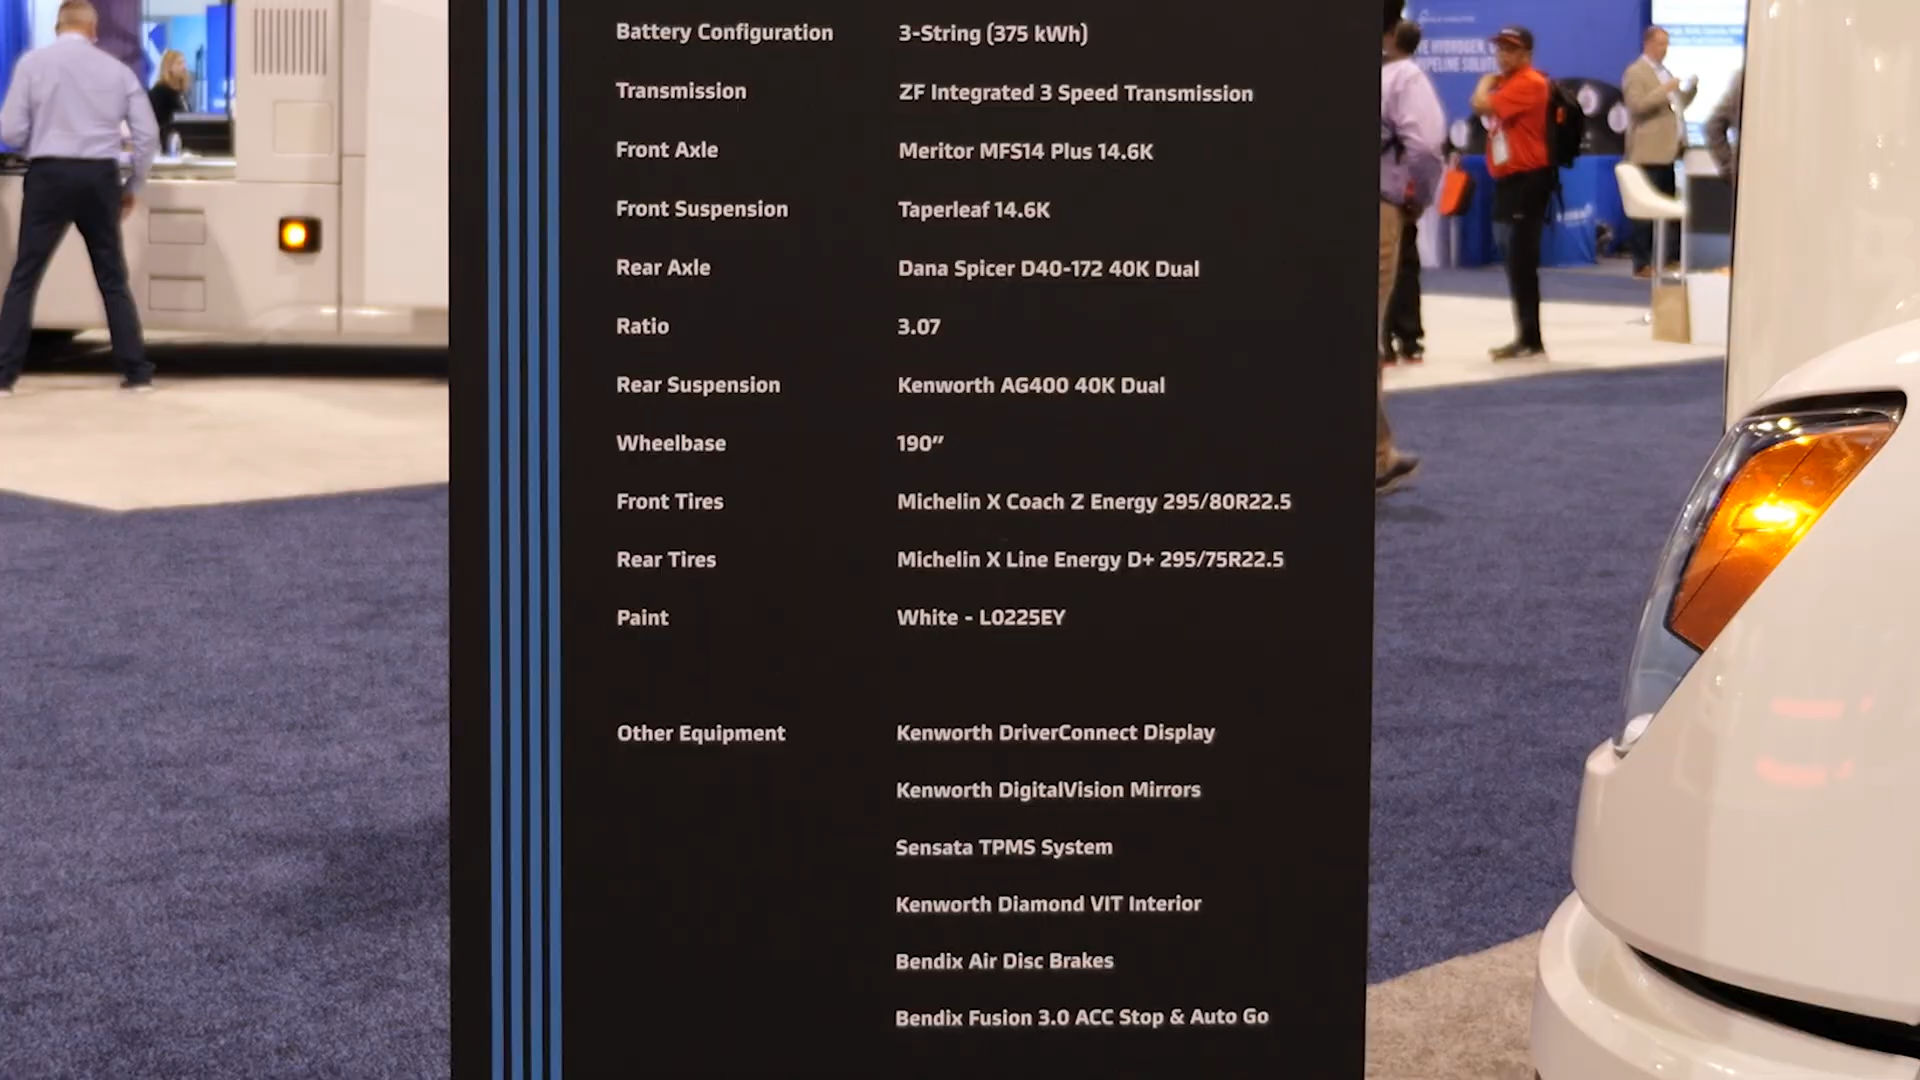 Battery Configuration 3-String (375 kWh)
Transmission ZF Integrated 3 Speed Transmission
Front Axle Meritor MFS14 Plus 14.6K
Front Suspension Taperleaf 14.6K
Rear Axle Dana Spicer D40-172 40K Dual
Ratio 3.07
Rear Suspension Kenworth AG400 40K Dual
Wheelbase 190"
Front Tires Michelin X Coach Z Energy 295/80R22.5
Rear Tires Michelin X Line Energy D+ 295/75R22.5
Paint White - L0225EY
Other Equipment Kenworth DriverConnect Display
Kenworth DigitalVision Mirrors
Sensata TPMS System
Kenworth Diamond VIT Interior
Bendix Air Disc Brakes
Bendix Fusion 3.0 ACC Stop & Auto Go
HYDROGEN,
PIPELINE